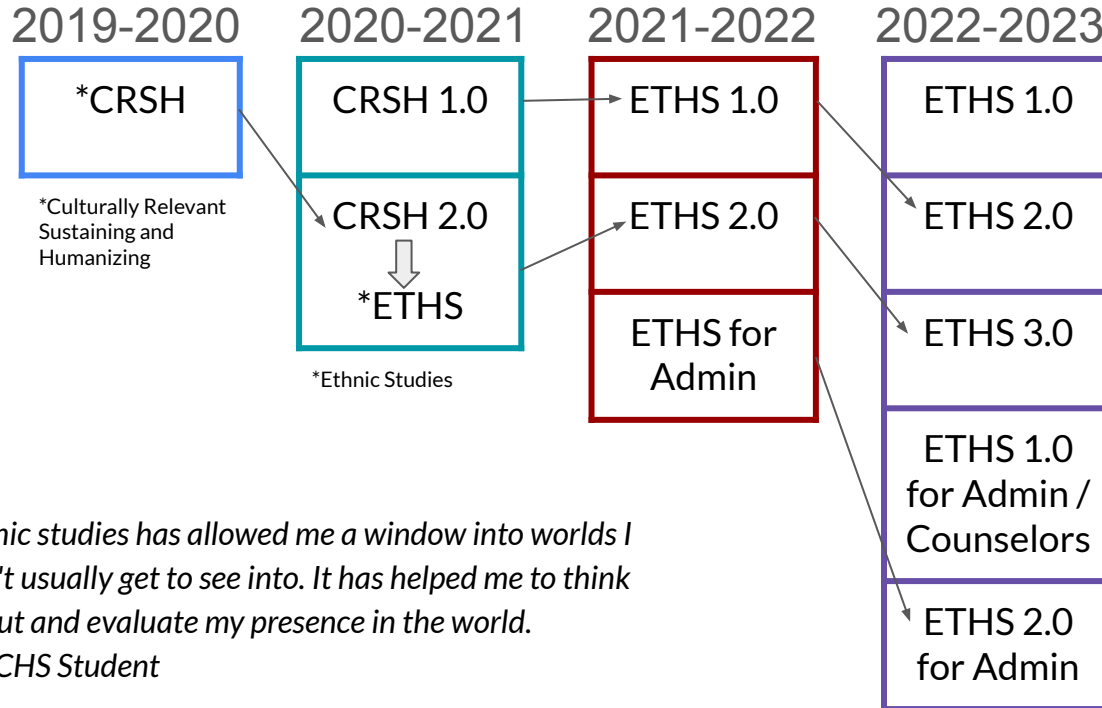 2019-2020
*CRSH
*Culturally Relevant
Sustaining and
Humanizing
2020-2021
CRSH 1.0
CRSH 2.0
*ETHS
*Ethnic Studies
2021-2022
ETHS 1.0
ETHS 2.0
ETHS for
Admin
2022-2023
ETHS 1.0
ETHS 2.0
ETHS 3.0
ETHS 1.0
for Admin /
Counselors
ETHS 2.0
for Admin
nic studies has allowed me a window into worlds I
't usually get to see into. It has helped me to think
ut and evaluate my presence in the world.
CHS Student